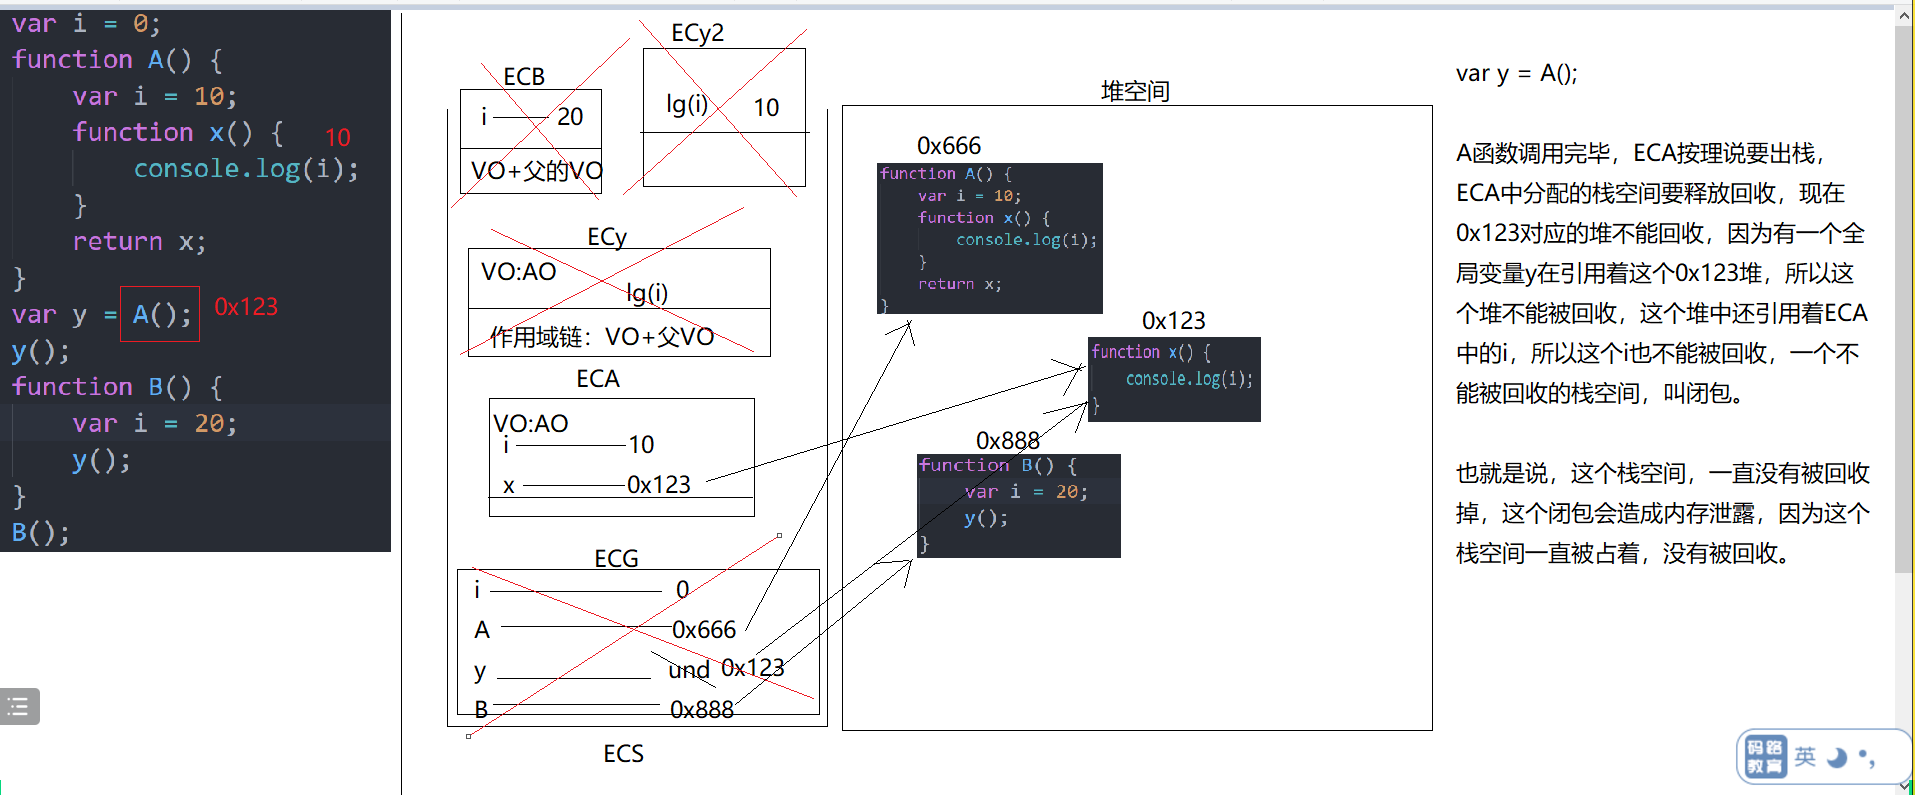 var i = 0;
function A() {
    var i = 10;
    function x() {    10
        console.log(i);
    }
    return x;
}
var y = A();    0x123
y();
function B() {
    var i = 20;
    y();
}
B();
ECy2
lg(i)    10
ECB
i    20
VO+父的VO
ECy
VO:AO
lg(i)
作用域链：VO+父VO
ECA
VO:AO
i    10
x    0x123
ECG
i    0
A    0x666
y    und    0x123
B    0x888
ECS
堆空间
0x666
function A() {
    var i = 10;
    function x() {
        console.log(i);
    }
    return x;
}
0x123
function x() {
    console.log(i);
}
0x888
function B() {
    var i = 20;
    y();
}
var y = A();
A函数调用完毕，ECA按理说要出栈，
ECA中分配的栈空间要释放回收，现在
0x123对应的堆不能回收，因为有一个全
局变量y在引用着这个0x123堆，所以这
个堆不能被回收，这个堆中还引用着ECA
中的i，所以这个i也不能被回收，一个不
能被回收的栈空间，叫闭包。
也就是说，这个栈空间，一直没有被回收
掉，这个闭包会造成内存泄露，因为这个
栈空间一直被占着，没有被回收。
码路
教育
英